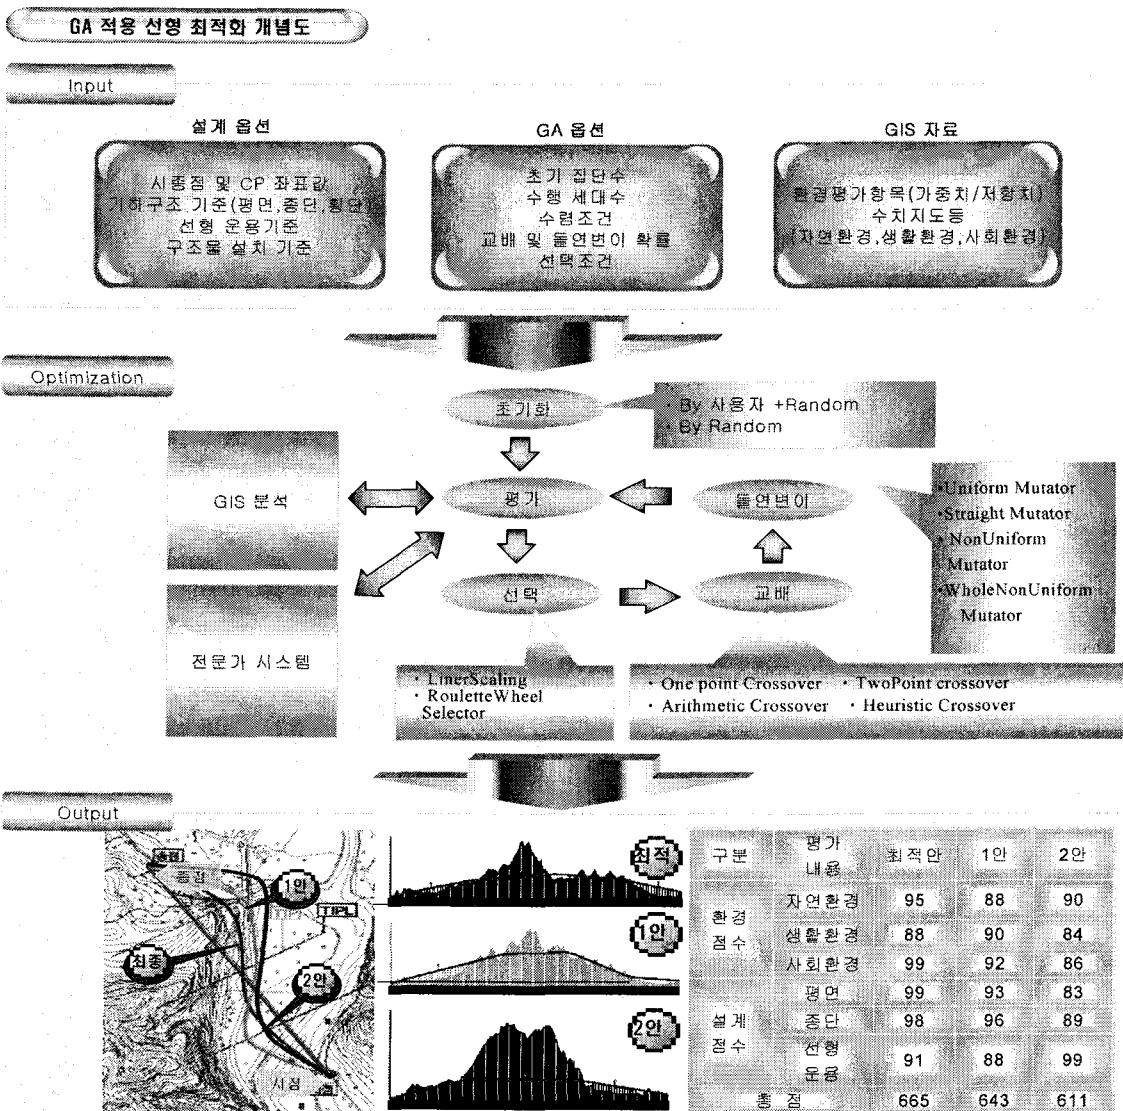 GA 적용 선형 최적화 개념도
Input
설계 옵션
시종점 및 CP 좌표값
기하구조 기준(평면,종단,횡단)
선형 운용기준
구조물 설치 기준
GA 옵션
초기 집단수
수행 세대수
수렴조건
교배 및 돌연변이 확률
선택조건
GIS 자료
환경평가항목(가중치/저항치)
수치지도등
(자연환경,생활환경,사회환경)
Optimization
초기화
· By 사용자 +Random
· By Random
GIS 분석
평가
돌연변이
•Uniform Mutator
•Straight Mutator
• NonUniform
Mutator
•WholeNonUniform
Mutator
선택
교배
전문가 시스템
· LinerScaling
· RouletteWheel
Selector
· One point Crossover · TwoPoint crossover
· Arithmetic Crossover · Heuristic Crossover
Output
종점
종점
1안
TIPL
최종
2안
시점
최적
1안
2안
구분 평가 내용 최적안 1안 2안
환경 점수 자연환경 95 88 90
생활환경 88 90 84
사회환경 99 92 86
설계 점수 평면 99 93 83
종단 98 96 89
선형 운용 91 88 99
총 점 665 643 611